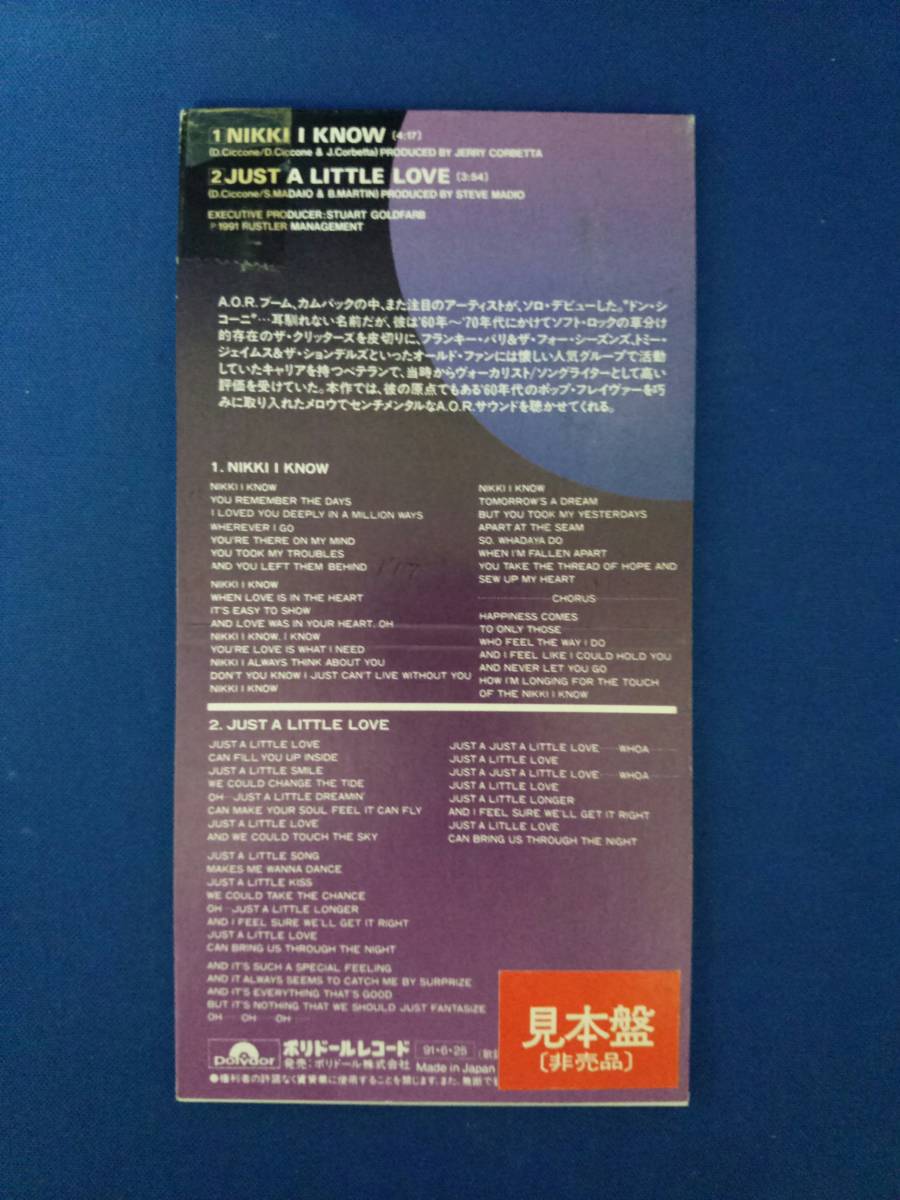 1 NIKKI I KNOW (4:17)
(D.Ciccone/D.Ciccone & J.Corbetta) PRODUCED BY JERRY CORBETTA
2 JUST A LITTLE LOVE (3:54)
(D.Ciccone/S.MADAIO & B.MARTIN) PRODUCED BY STEVE MADIO
EXECUTIVE PRODUCER: STUART GOLDFARB
℗ 1991 RUSTLER MANAGEMENT
A.O.R.ブーム、カムバックの中、また注目のアーティストが、ソロ・デビューした。“ドン・シ
コーニ”…耳馴れない名前だが、彼は'60年〜'70年代にかけてソフト・ロックの草分け
的存在のザ・クリッターズを皮切りに、フランキー・バリ&ザ・フォー・シーズンズ、トミー・
ジェイムス&ザ・ションデルズといったオールド・ファンには懐しい人気グループで活動
していたキャリアを持つベテランで、当時からヴォーカリスト/ソングライターとして高い
評価を受けていた。本作では、彼の原点でもある'60年代のポップ・フレイヴァーを巧
みに取り入れたメロウでセンチメンタルなA.O.R.サウンドを聴かせてくれる。
1. NIKKI I KNOW
NIKKI I KNOW
YOU REMEMBER THE DAYS
I LOVED YOU DEEPLY IN A MILLION WAYS
WHEREVER I GO
YOU'RE THERE ON MY MIND
YOU TOOK MY TROUBLES
AND YOU LEFT THEM BEHIND
NIKKI I KNOW
WHEN LOVE IS IN THE HEART
IT'S EASY TO SHOW
AND LOVE WAS IN YOUR HEART, OH
NIKKI I KNOW, I KNOW
YOU'RE LOVE IS WHAT I NEED
NIKKI I ALWAYS THINK ABOUT YOU
DON'T YOU KNOW I JUST CAN'T LIVE WITHOUT YOU
NIKKI I KNOW
NIKKI I KNOW
TOMORROW'S A DREAM
BUT YOU TOOK MY YESTERDAYS
APART AT THE SEAM
SO, WHADAYA DO
WHEN I'M FALLEN APART
YOU TAKE THE THREAD OF HOPE AND
SEW UP MY HEART
CHORUS
HAPPINESS COMES
TO ONLY THOSE
WHO FEEL THE WAY I DO
AND I FEEL LIKE I COULD HOLD YOU
AND NEVER LET YOU GO
HOW I'M LONGING FOR THE TOUCH
OF THE NIKKI I KNOW
2. JUST A LITTLE LOVE
JUST A LITTLE LOVE
CAN FILL YOU UP INSIDE
JUST A LITTLE SMILE
WE COULD CHANGE THE TIDE
OH…JUST A LITTLE DREAMIN'
CAN MAKE YOUR SOUL FEEL IT CAN FLY
JUST A LITTLE LOVE
AND WE COULD TOUCH THE SKY
JUST A LITTLE SONG
MAKES ME WANNA DANCE
JUST A LITTLE KISS
WE COULD TAKE THE CHANCE
OH…JUST A LITTLE LONGER
AND I FEEL SURE WE'LL GET IT RIGHT
JUST A LITTLE LOVE
CAN BRING US THROUGH THE NIGHT
AND IT'S SUCH A SPECIAL FEELING
AND IT ALWAYS SEEMS TO CATCH ME BY SURPRIZE
AND IT'S EVERYTHING THAT'S GOOD
BUT IT'S NOTHING THAT WE SHOULD JUST FANTASIZE
OH……OH……OH……
JUST A JUST A LITTLE LOVE……WHOA……
JUST A LITTLE LOVE
JUST A JUST A LITTLE LOVE……WHOA……
JUST A LITTLE LOVE
JUST A LITTLE LONGER
AND I FEEL SURE WE'LL GET IT RIGHT
JUST A LITLLE LOVE
CAN BRING US THROUGH THE NIGHT
polydor
ポリドールレコード
発売:ポリドール株式会社
91·6·25
Made in Japan
●権利者の許諾なく賃貸業に使用することを禁じます。また、無断で
見本盤
〔非売品〕